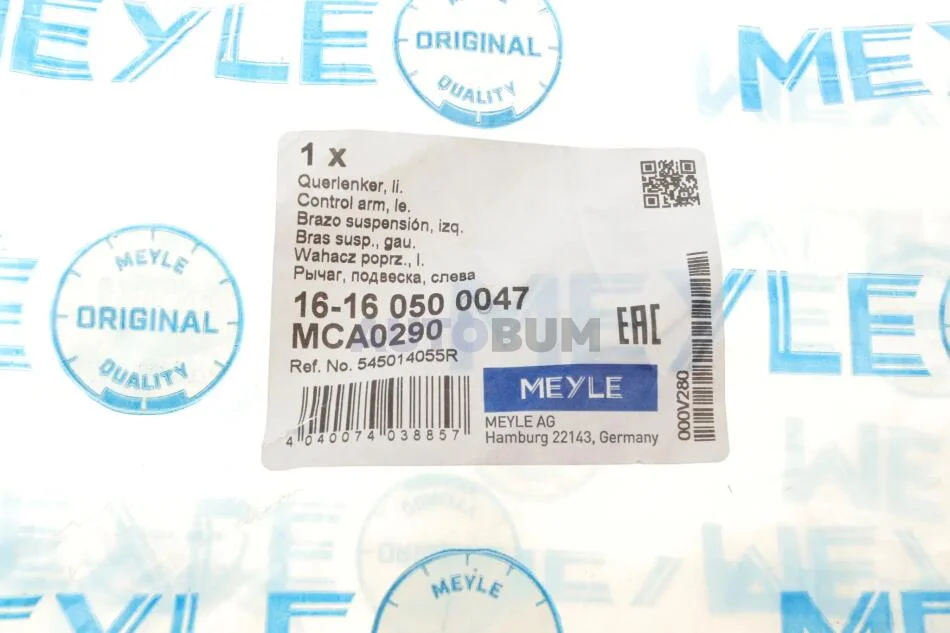 MEYLE
ORIGINAL
QUALITY
MEYLE
1 x
Querlenker, li.
Control arm, le.
Brazo suspensión, izq.
Bras susp., gau.
Wahacz poprz., l.
Рычаг, подвеска, слева
16-16 050 0047
MCA0290
Ref. No. 545014055R
4 040074 038857
EAC
MEYLE
MEYLE AG
Hamburg 22143, Germany
000V280
AUTOBUM
MEYLE
ORIGINAL
QUALITY
MEYLE